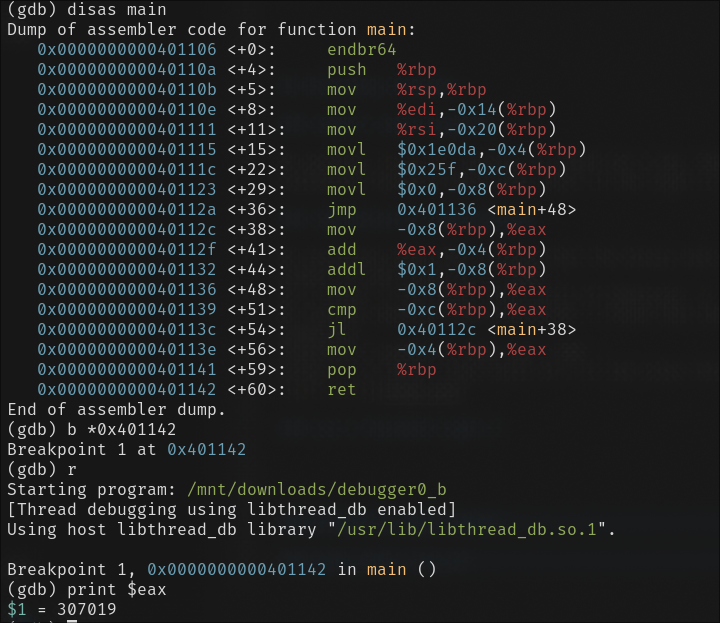 (gdb) disas main
Dump of assembler code for function main:
   0x0000000000401106 <+0>:     endbr64
   0x000000000040110a <+4>:     push   %rbp
   0x000000000040110b <+5>:     mov    %rsp,%rbp
   0x000000000040110e <+8>:     mov    %edi,-0x14(%rbp)
   0x0000000000401111 <+11>:    mov    %rsi,-0x20(%rbp)
   0x0000000000401115 <+15>:    movl   $0x1e0da,-0x4(%rbp)
   0x000000000040111c <+22>:    movl   $0x25f,-0xc(%rbp)
   0x0000000000401123 <+29>:    movl   $0x0,-0x8(%rbp)
   0x000000000040112a <+36>:    jmp    0x401136 <main+48>
   0x000000000040112c <+38>:    mov    -0x8(%rbp),%eax
   0x000000000040112f <+41>:    add    %eax,-0x4(%rbp)
   0x0000000000401132 <+44>:    addl   $0x1,-0x8(%rbp)
   0x0000000000401136 <+48>:    mov    -0x8(%rbp),%eax
   0x0000000000401139 <+51>:    cmp    -0xc(%rbp),%eax
   0x000000000040113c <+54>:    jl     0x40112c <main+38>
   0x000000000040113e <+56>:    mov    -0x4(%rbp),%eax
   0x0000000000401141 <+59>:    pop    %rbp
   0x0000000000401142 <+60>:    ret
End of assembler dump.
(gdb) b *0x401142
Breakpoint 1 at 0x401142
(gdb) r
Starting program: /mnt/downloads/debugger0_b
[Thread debugging using libthread_db enabled]
Using host libthread_db library "/usr/lib/libthread_db.so.1".

Breakpoint 1, 0x0000000000401142 in main ()
(gdb) print $eax
$1 = 307019